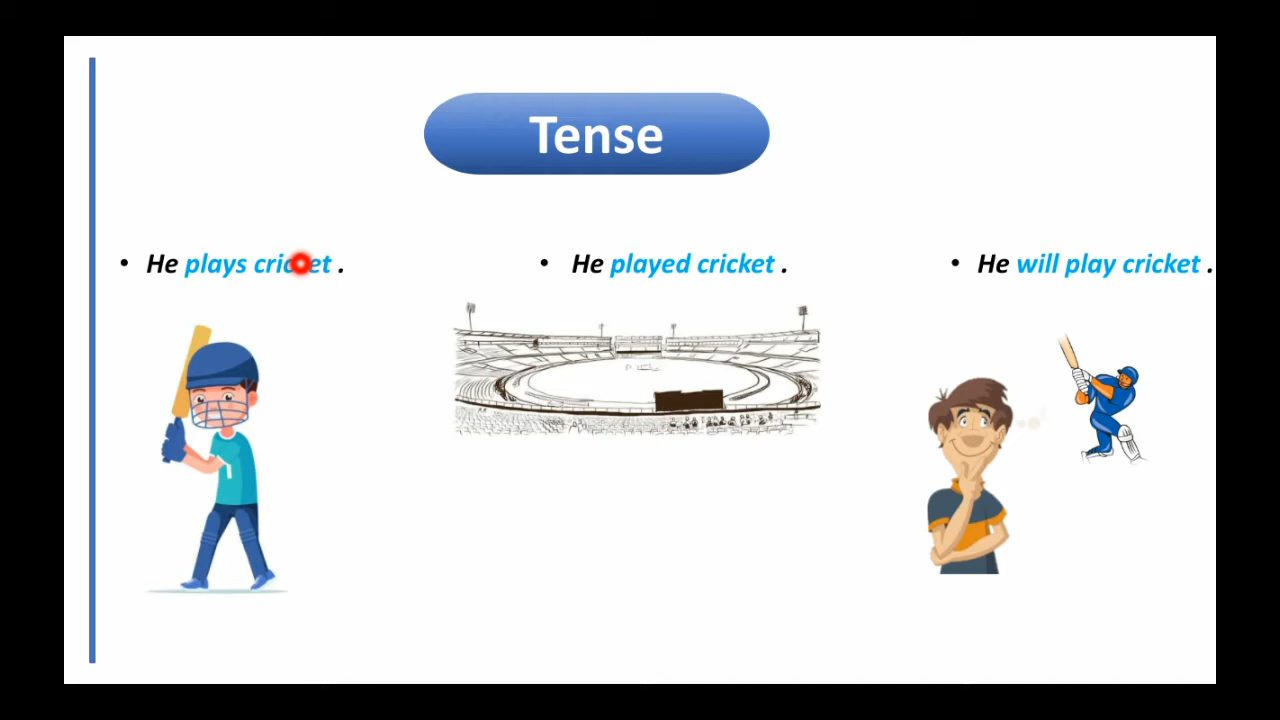 Tense
• He plays cricket .
• He played cricket .
• He will play cricket .